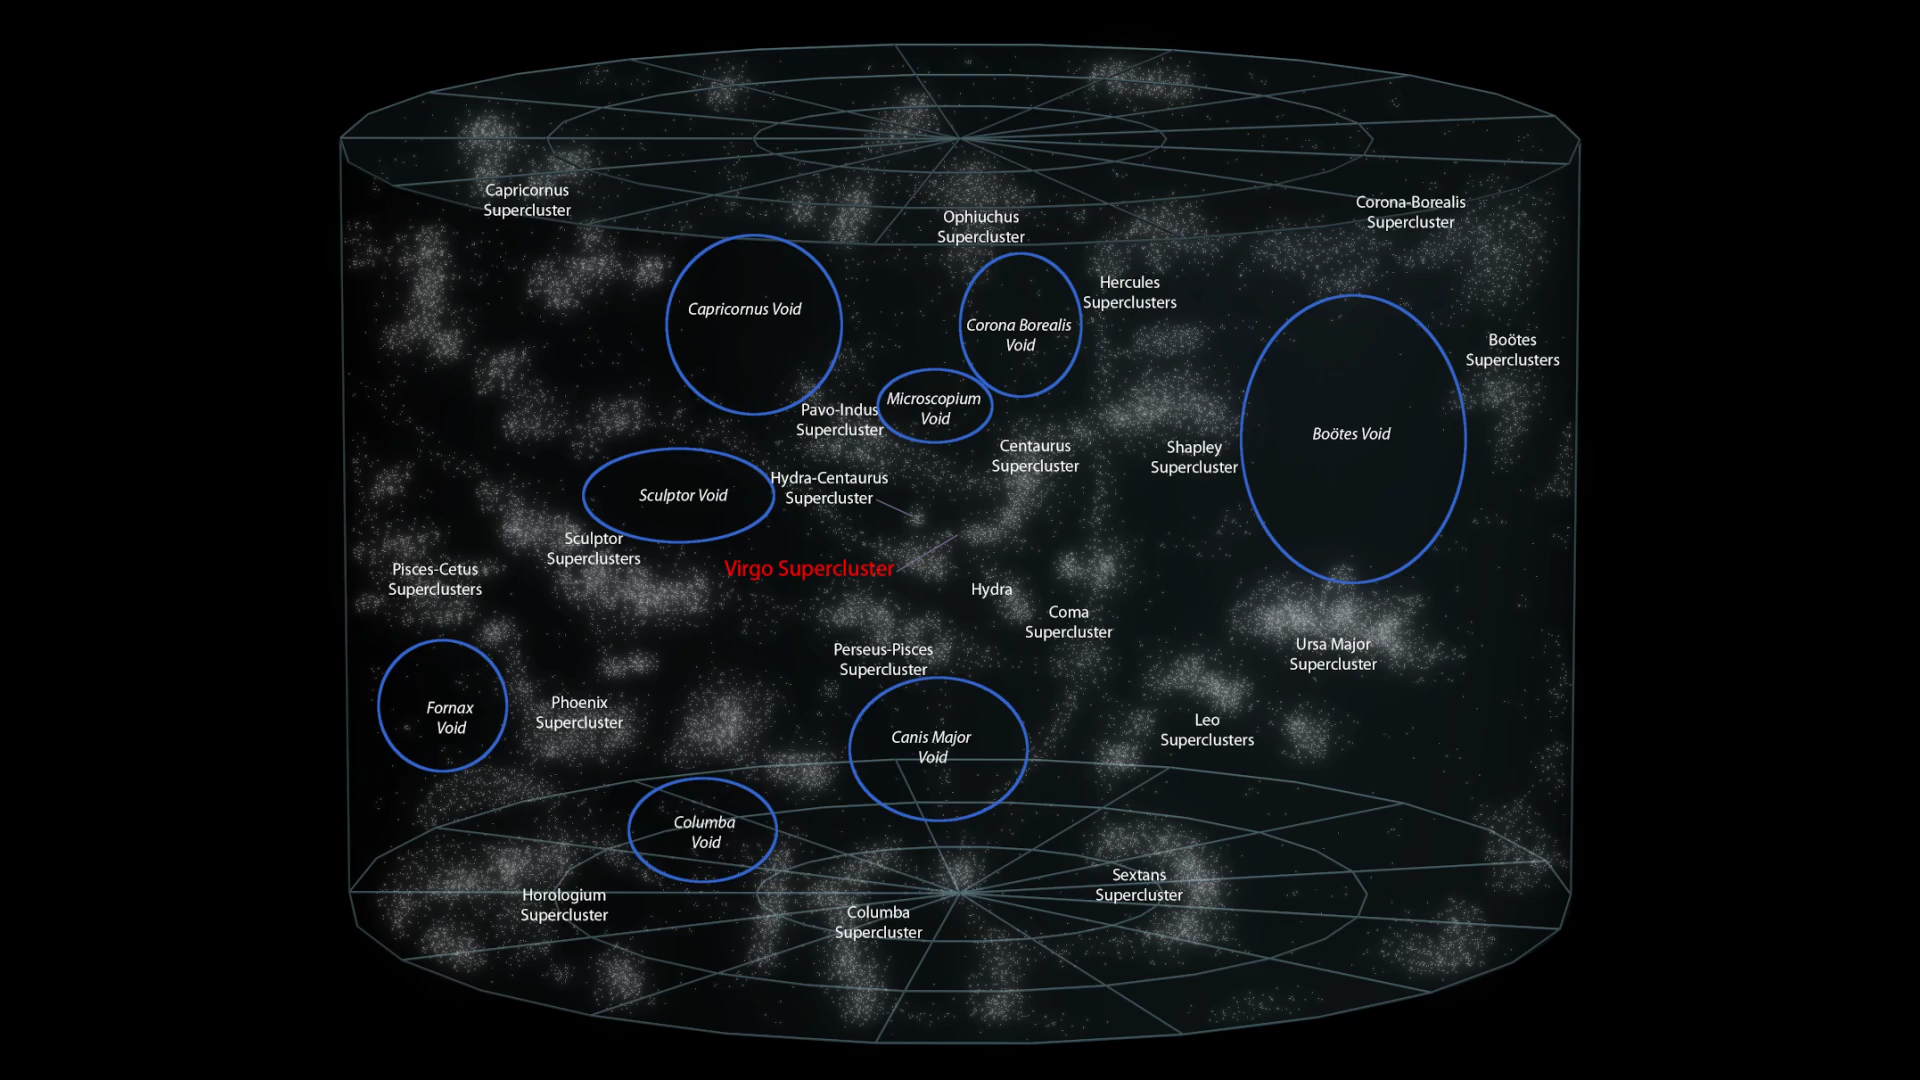 Capricornus
Supercluster
Ophiuchus
Supercluster
Corona-Borealis
Supercluster
Capricornus Void
Corona Borealis
Void
Hercules
Superclusters
Boötes
Superclusters
Pavo-Indus
Supercluster
Microscopium
Void
Centaurus
Supercluster
Shapley
Supercluster
Boötes Void
Sculptor Void
Hydra-Centaurus
Supercluster
Sculptor
Superclusters
Pisces-Cetus
Superclusters
Virgo Supercluster
Hydra
Coma
Supercluster
Perseus-Pisces
Supercluster
Ursa Major
Supercluster
Fornax
Void
Phoenix
Supercluster
Canis Major
Void
Leo
Superclusters
Columba
Void
Horologium
Supercluster
Columba
Supercluster
Sextans
Supercluster